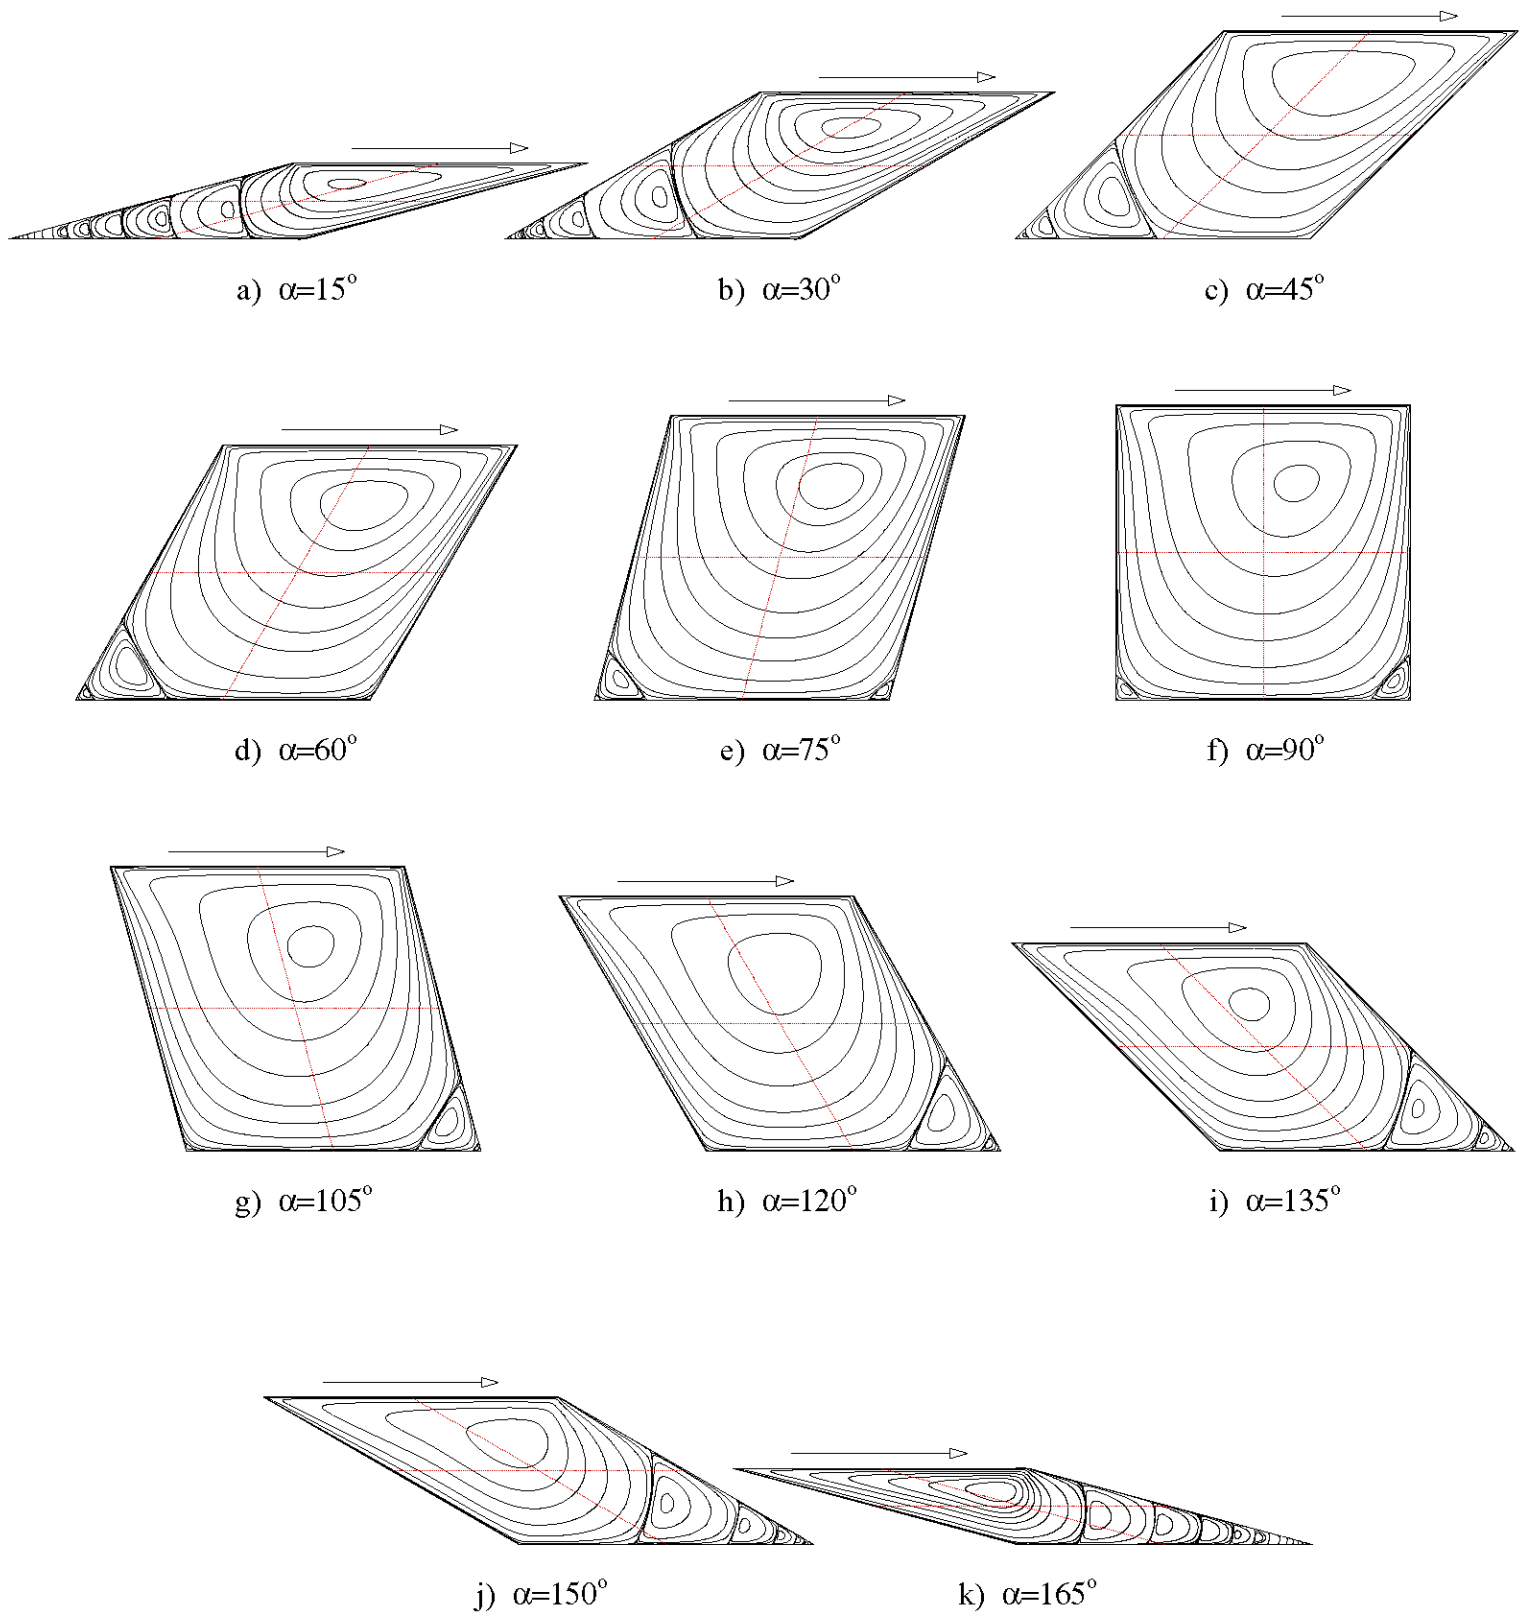 a) α=15°
b) α=30°
c) α=45°
d) α=60°
e) α=75°
f) α=90°
g) α=105°
h) α=120°
i) α=135°
j) α=150°
k) α=165°